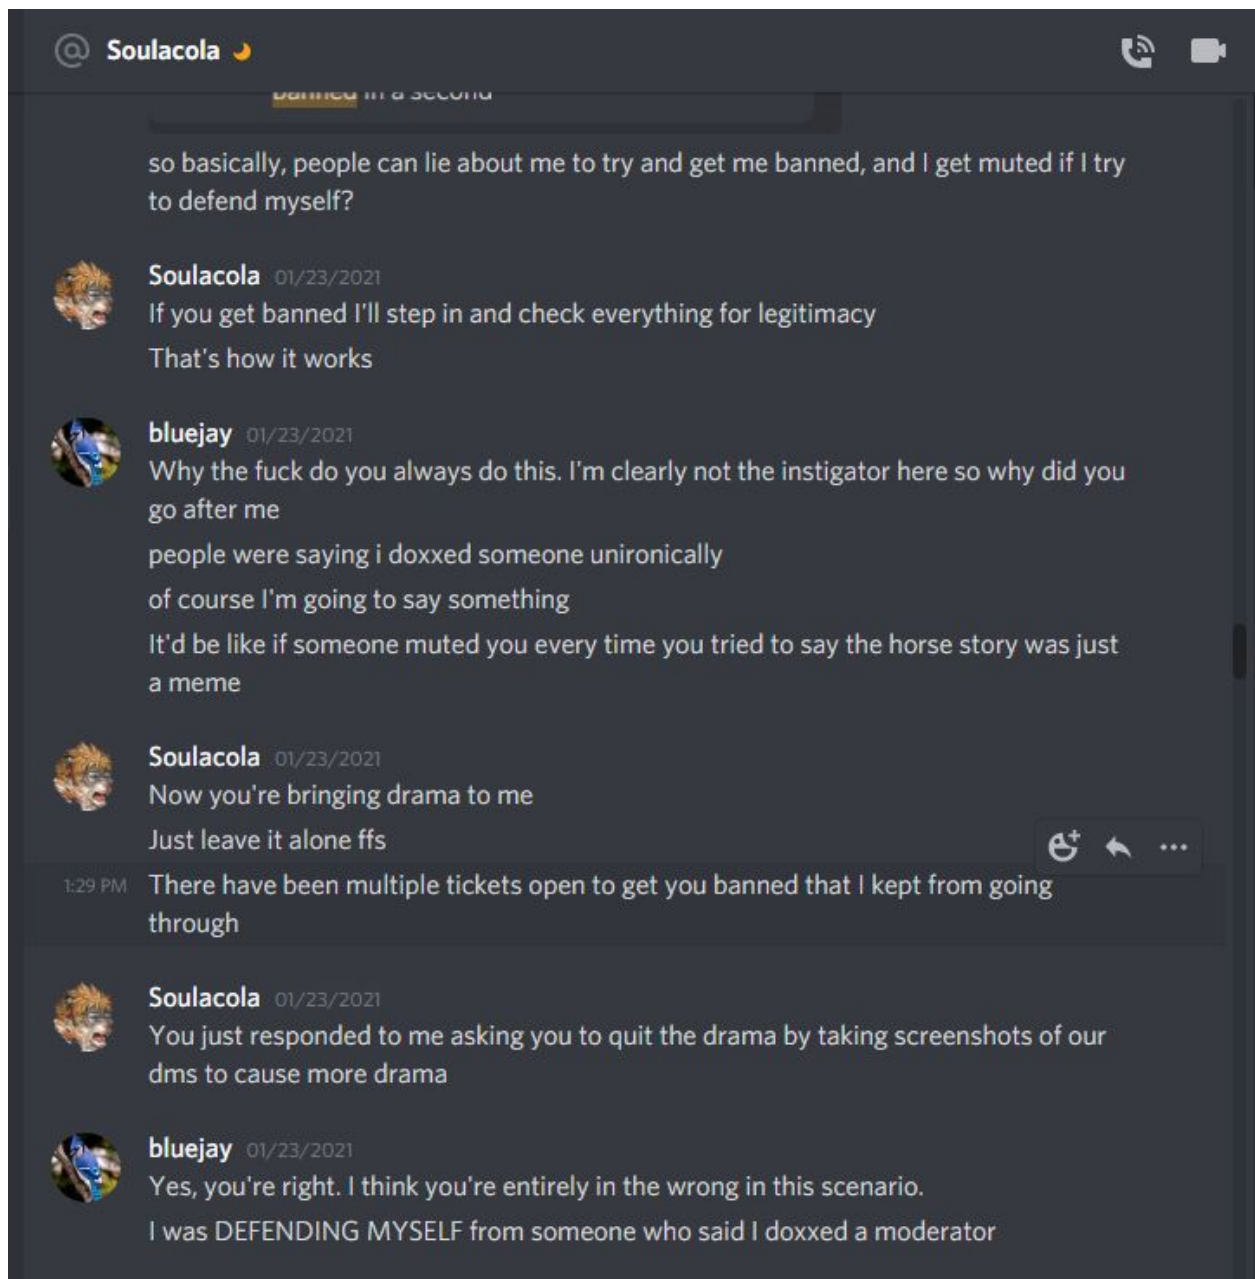 Soulacola
banned in a second
so basically, people can lie about me to try and get me banned, and I get muted if I try
to defend myself?
Soulacola 01/23/2021
If you get banned I'll step in and check everything for legitimacy
That's how it works
bluejay 01/23/2021
Why the fuck do you always do this. I'm clearly not the instigator here so why did you
go after me
people were saying i doxxed someone unironically
of course I'm going to say something
It'd be like if someone muted you every time you tried to say the horse story was just
a meme
Soulacola 01/23/2021
Now you're bringing drama to me
Just leave it alone ffs
1:29 PM There have been multiple tickets open to get you banned that I kept from going
through
Soulacola 01/23/2021
You just responded to me asking you to quit the drama by taking screenshots of our
dms to cause more drama
bluejay 01/23/2021
Yes, you're right. I think you're entirely in the wrong in this scenario.
I was DEFENDING MYSELF from someone who said I doxxed a moderator